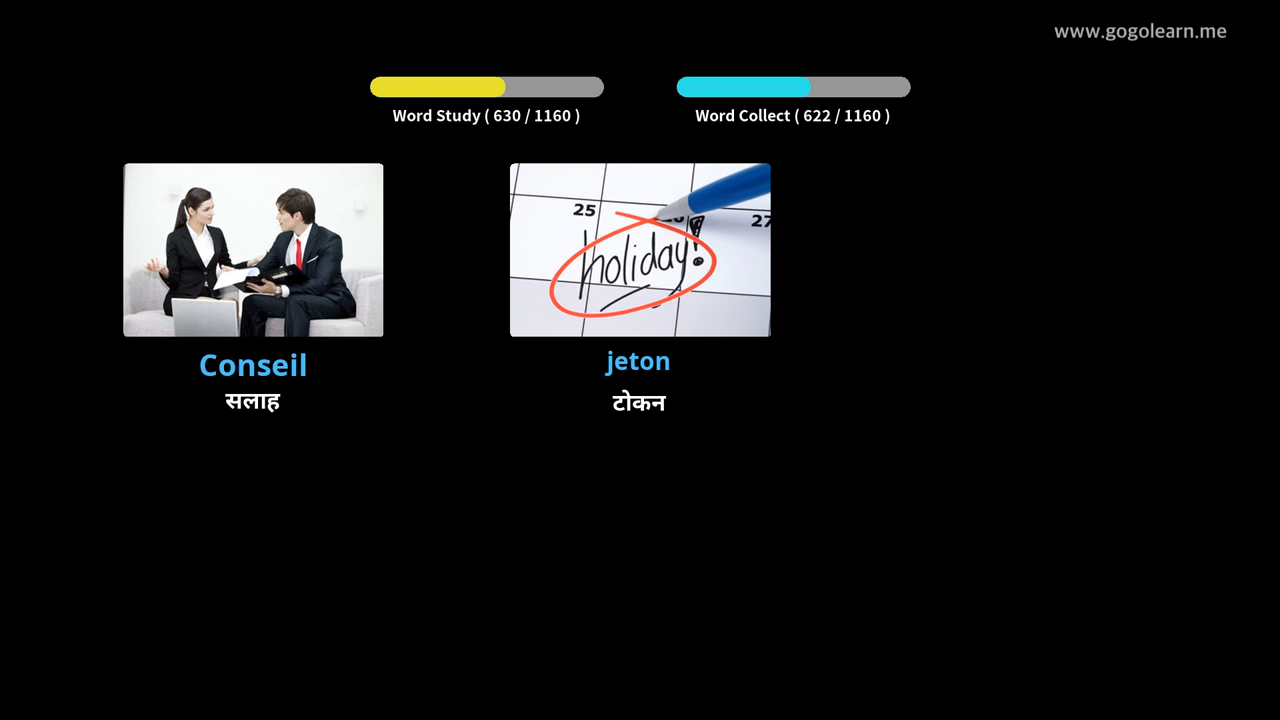 www.gogolearn.me
Word Study ( 630 / 1160 )
Word Collect ( 622 / 1160 )
25
27
holiday!
Conseil
सलाह
jeton
टोकन